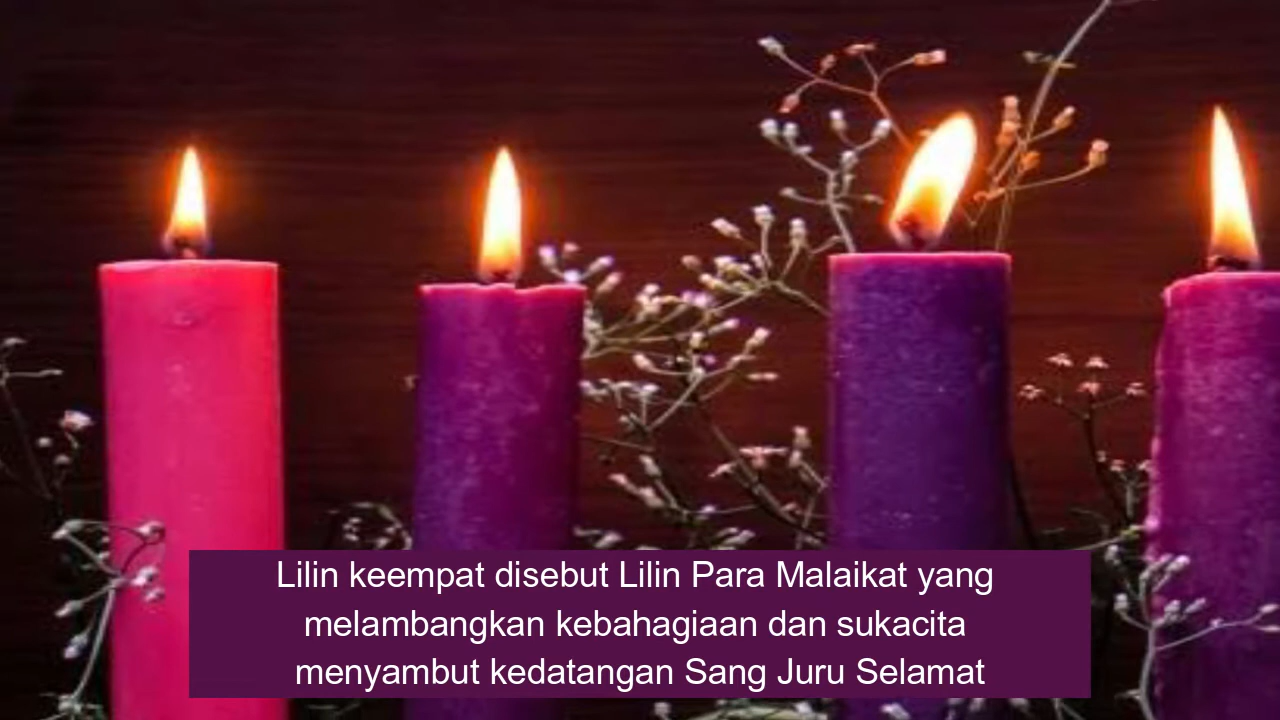 Lilin keempat disebut Lilin Para Malaikat yang
melambangkan kebahagiaan dan sukacita
menyambut kedatangan Sang Juru Selamat